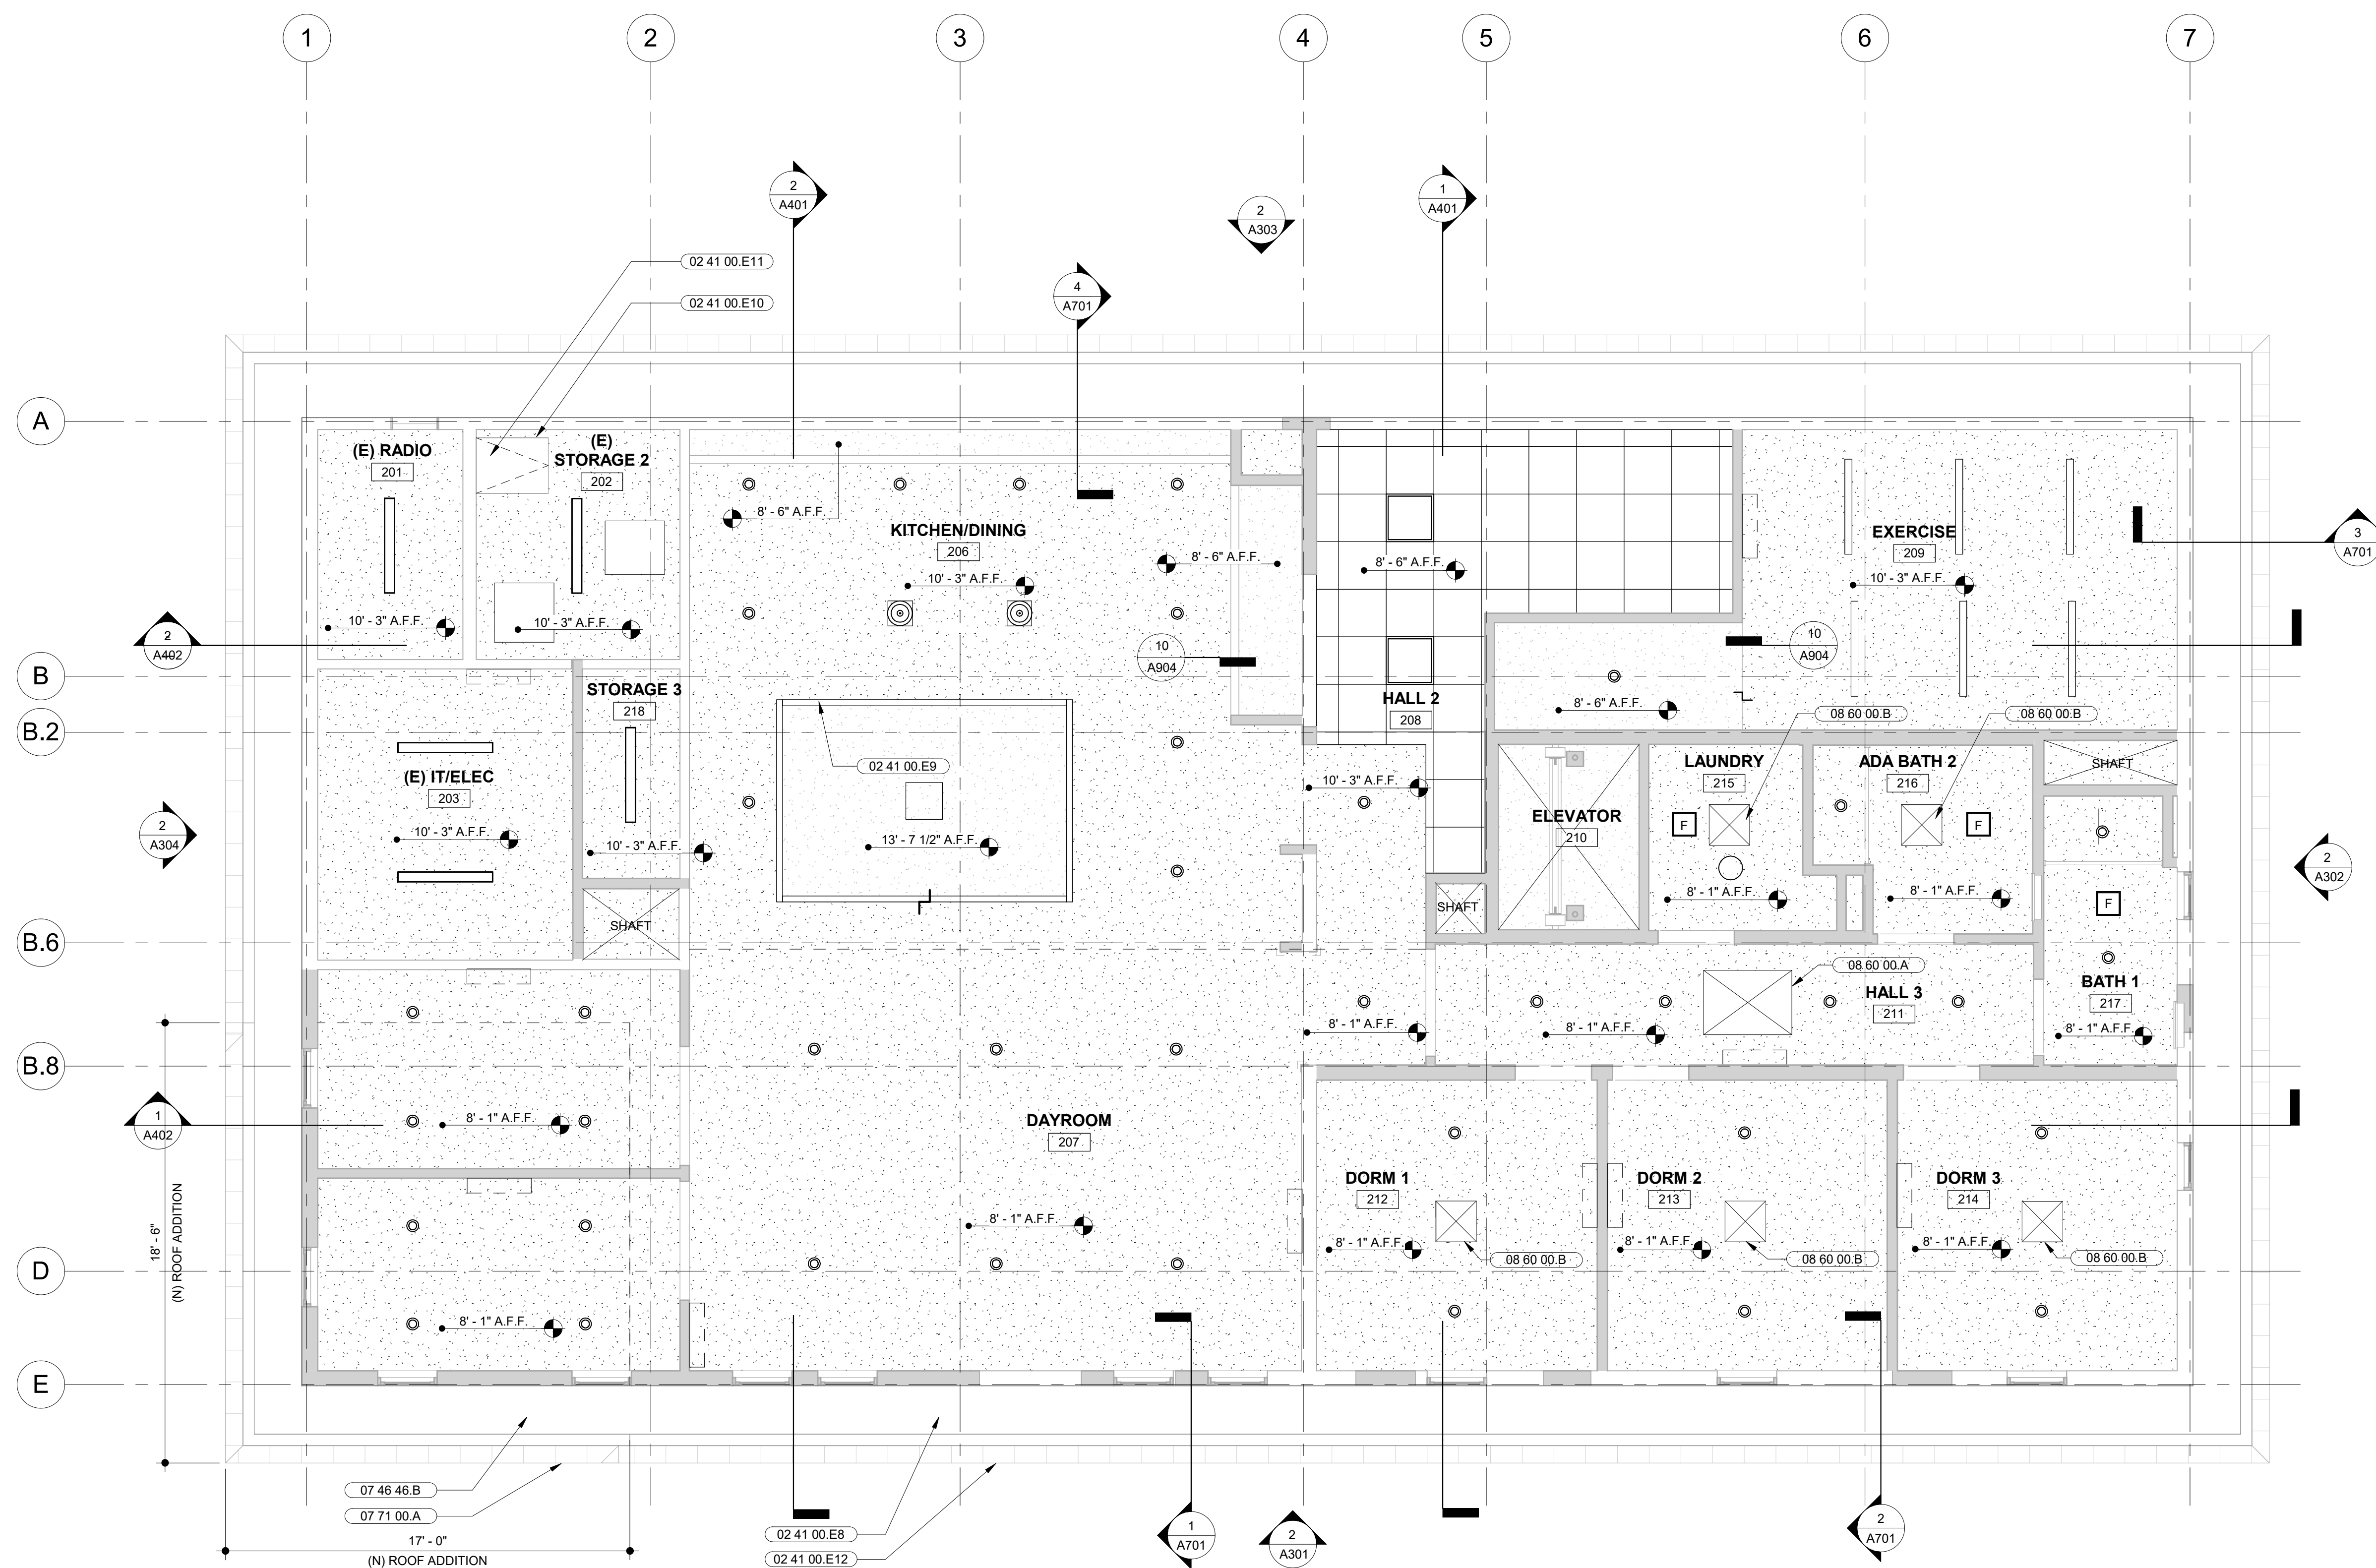 1
2
3
4
5
6
7
2
A401
1
A401
2
A303
02 41 00.E11
4
A701
02 41 00.E10
A
(E) RADIO
201
(E)
STORAGE 2
202
8' - 6" A.F.F.
KITCHEN/DINING
206
10' - 3" A.F.F.
8' - 6" A.F.F.
8' - 6" A.F.F.
EXERCISE
209
10' - 3" A.F.F.
3
A701
10' - 3" A.F.F.
10' - 3" A.F.F.
2
A402
10
A904
10
A904
B
STORAGE 3
218
HALL 2
208
8' - 6" A.F.F.
08 60 00.B
08 60 00.B
B.2
(E) IT/ELEC
203
02 41 00.E9
10' - 3" A.F.F.
LAUNDRY
215
ADA BATH 2
216
SHAFT
2
A304
10' - 3" A.F.F.
10' - 3" A.F.F.
13' - 7 1/2" A.F.F.
ELEVATOR
210
F
F
2
A302
SHAFT
SHAFT
8' - 1" A.F.F.
8' - 1" A.F.F.
F
B.6
08 60 00.A
HALL 3
211
BATH 1
217
8' - 1" A.F.F.
8' - 1" A.F.F.
8' - 1" A.F.F.
B.8
1
A402
8' - 1" A.F.F.
DAYROOM
207
DORM 1
212
DORM 2
213
DORM 3
214
8' - 1" A.F.F.
8' - 1" A.F.F.
8' - 1" A.F.F.
8' - 1" A.F.F.
08 60 00.B
08 60 00.B
08 60 00.B
18' - 6"
(N) ROOF ADDITION
D
8' - 1" A.F.F.
E
07 46 46.B
07 71 00.A
17' - 0"
(N) ROOF ADDITION
02 41 00.E8
02 41 00.E12
1
A701
2
A301
2
A701